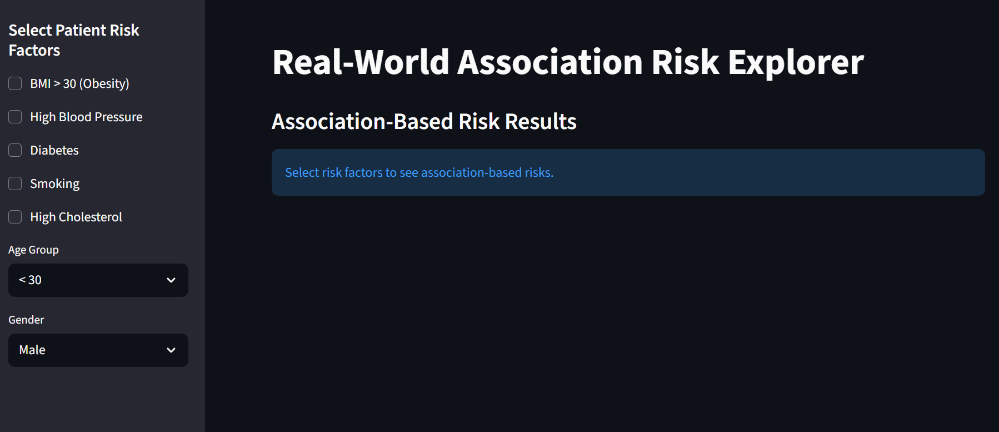 Select Patient Risk
Factors
BMI > 30 (Obesity)
High Blood Pressure
Diabetes
Smoking
High Cholesterol
Age Group
< 30
Gender
Male
Real-World Association Risk Explorer
Association-Based Risk Results
Select risk factors to see association-based risks.